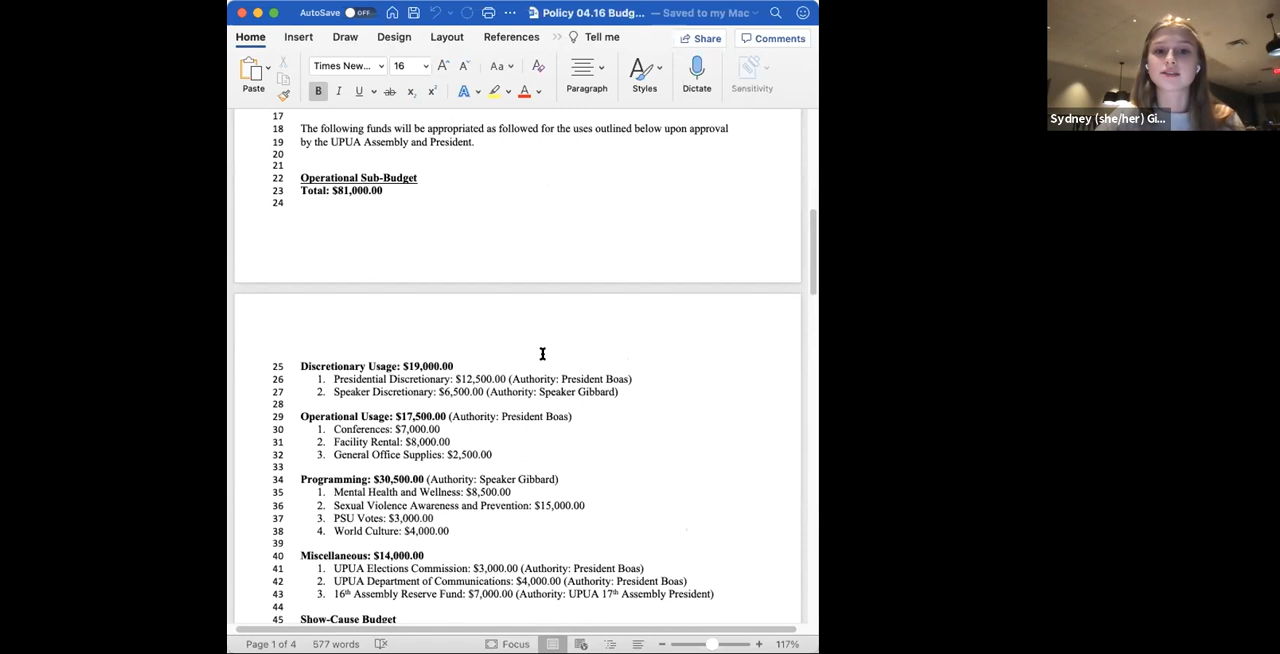 AutoSave OFF Policy 04.16 Budg... — Saved to my Mac
Home Insert Draw Design Layout References Tell me Share Comments
Paste Times New... 16 A A Aa A Paragraph Styles Dictate Sensitivity
B I U ab x₂ x² A A
17
18 The following funds will be appropriated as followed for the uses outlined below upon approval
19 by the UPUA Assembly and President.
20
21
22 Operational Sub-Budget
23 Total: $81,000.00
24
25 Discretionary Usage: $19,000.00
26 1. Presidential Discretionary: $12,500.00 (Authority: President Boas)
27 2. Speaker Discretionary: $6,500.00 (Authority: Speaker Gibbard)
28
29 Operational Usage: $17,500.00 (Authority: President Boas)
30 1. Conferences: $7,000.00
31 2. Facility Rental: $8,000.00
32 3. General Office Supplies: $2,500.00
33
34 Programming: $30,500.00 (Authority: Speaker Gibbard)
35 1. Mental Health and Wellness: $8,500.00
36 2. Sexual Violence Awareness and Prevention: $15,000.00
37 3. PSU Votes: $3,000.00
38 4. World Culture: $4,000.00
39
40 Miscellaneous: $14,000.00
41 1. UPUA Elections Commission: $3,000.00 (Authority: President Boas)
42 2. UPUA Department of Communications: $4,000.00 (Authority: President Boas)
43 3. 16th Assembly Reserve Fund: $7,000.00 (Authority: UPUA 17th Assembly President)
44
45 Show-Cause Budget
Page 1 of 4 577 words Focus 117%
Sydney (she/her) Gi...